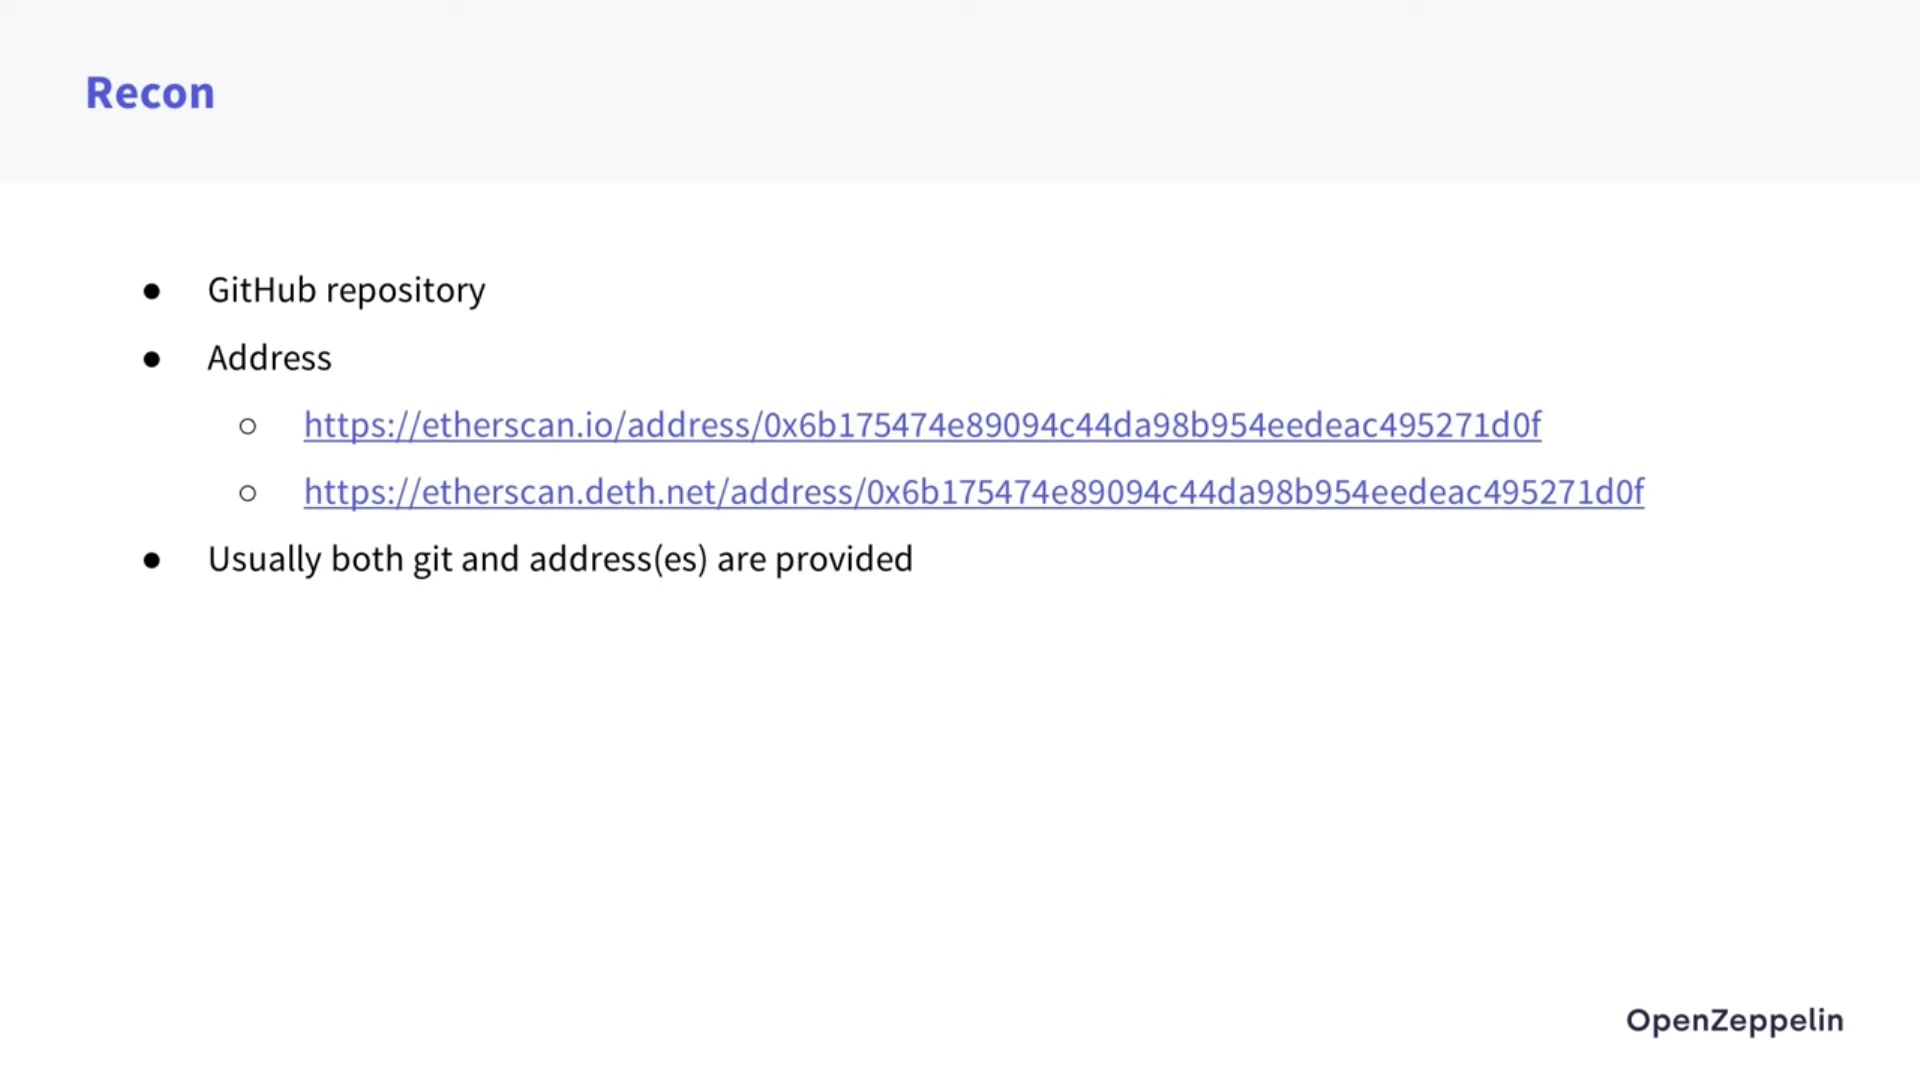 Recon
● GitHub repository
● Address
○ https://etherscan.io/address/0x6b175474e89094c44da98b954eedeac495271d0f
○ https://etherscan.deth.net/address/0x6b175474e89094c44da98b954eedeac495271d0f
● Usually both git and address(es) are provided
OpenZeppelin